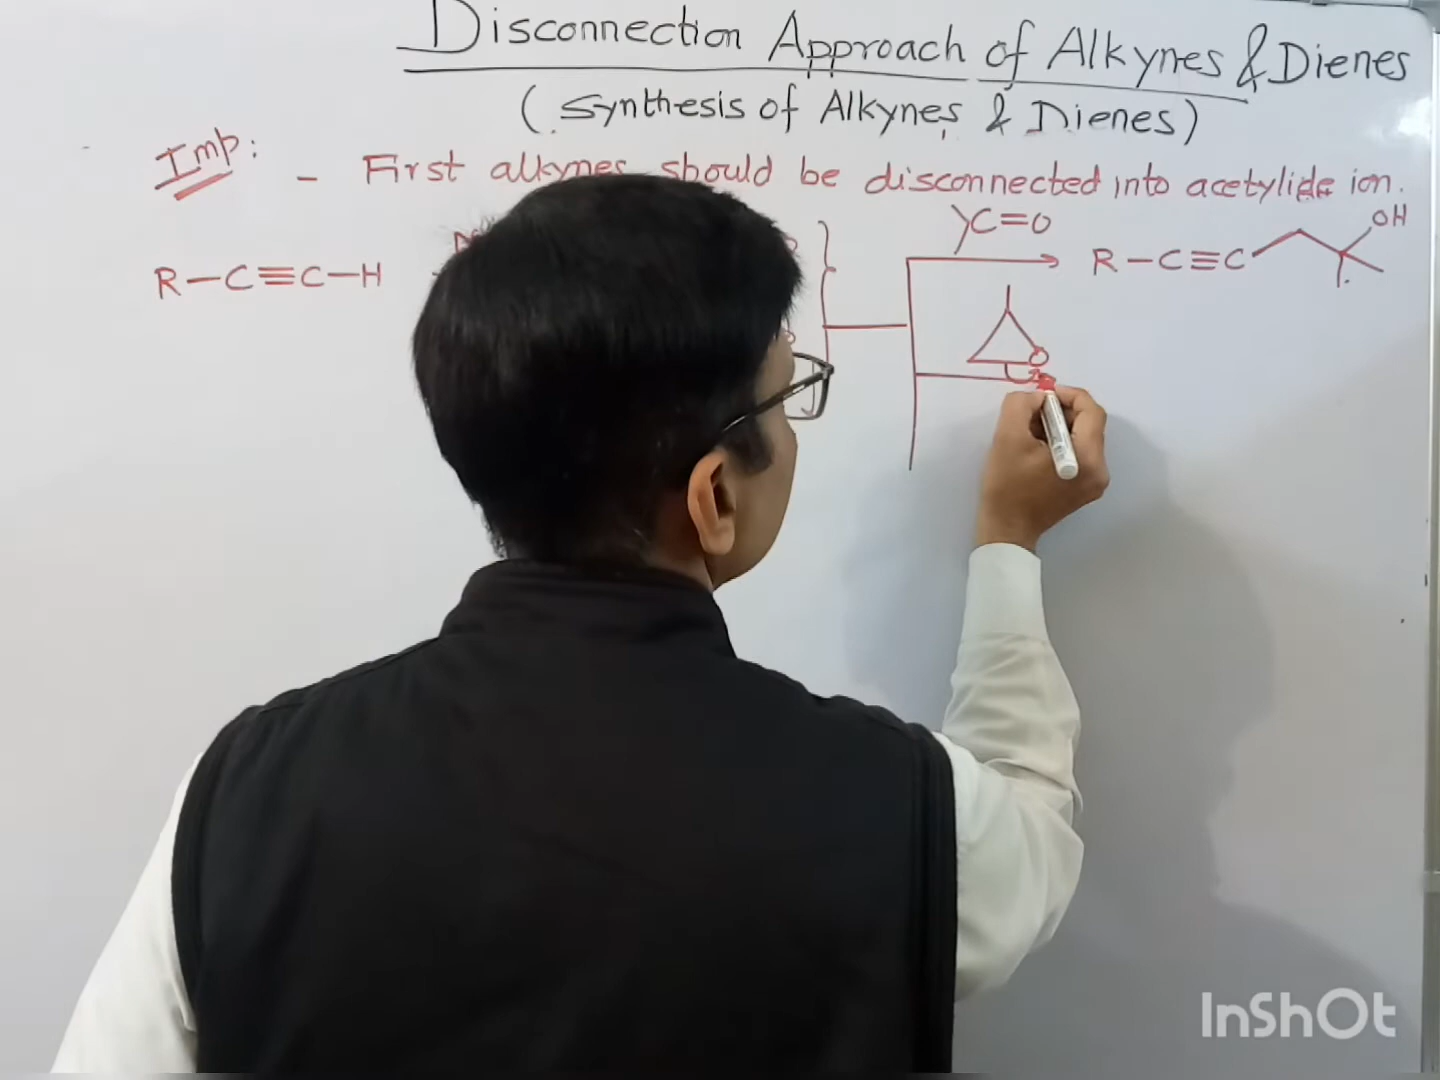 Disconnection Approach of Alkynes & Dienes
(Synthesis of Alkynes & Dienes)
Imp:
- First alkynes should be disconnected into acetylide ion.
R-C≡C-H
>C=O
R-C≡C
OH
O
InShOt